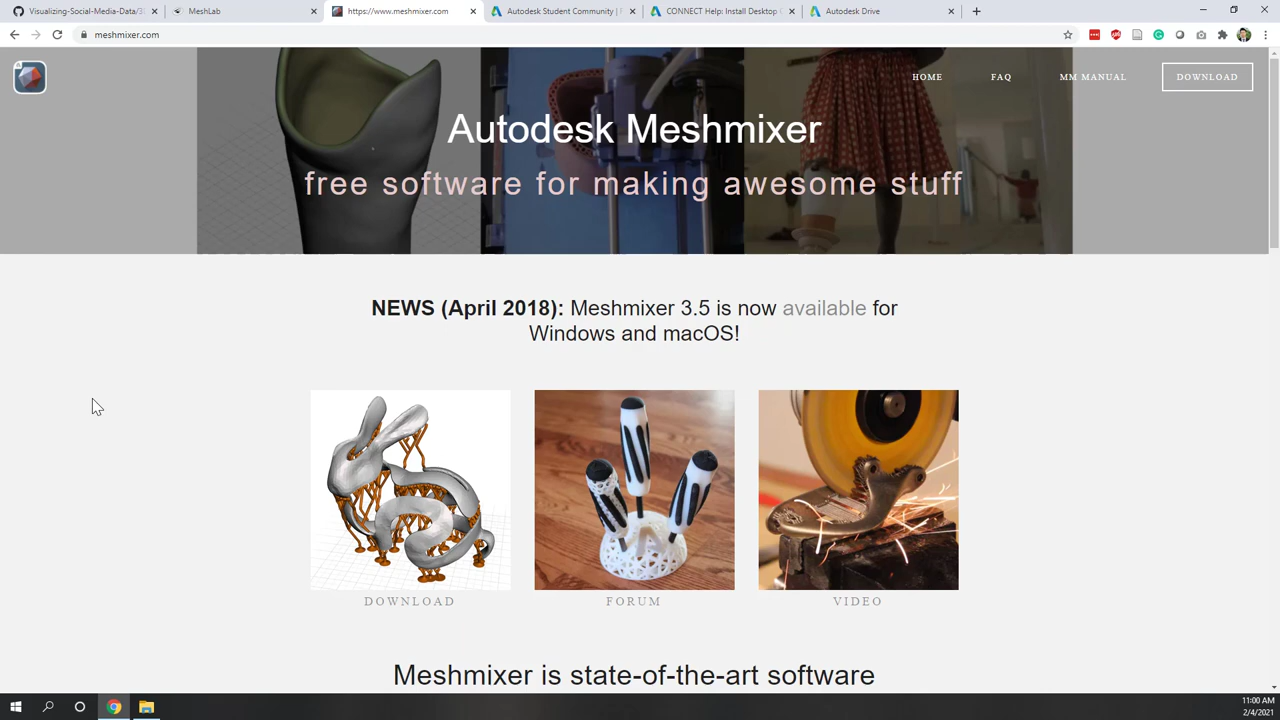 Visualizing-Social-Media-Data/3
MeshLab
https://www.meshmixer.com
Autodesk Student Community |
CONNECT Help: Install Desktop
Autodesk Drive
meshmixer.com
HOME
FAQ
MM MANUAL
DOWNLOAD
Autodesk Meshmixer
free software for making awesome stuff
NEWS (April 2018): Meshmixer 3.5 is now available for
Windows and macOS!
DOWNLOAD
FORUM
VIDEO
Meshmixer is state-of-the-art software
11:00 AM
2/4/2021